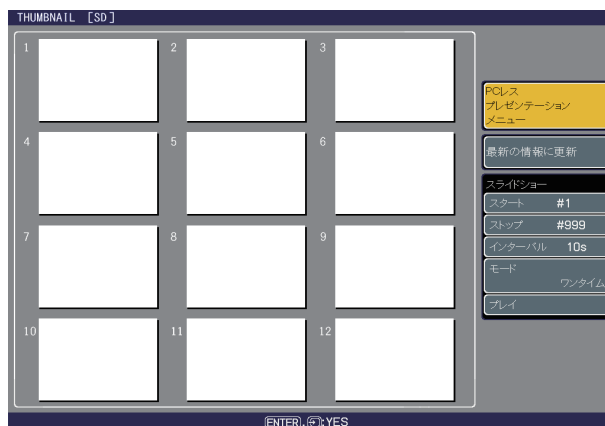 THUMBNAIL [SD]
1
2
3
4
5
6
7
8
9
10
11
12
PCレス
プレゼンテーション
メニュー
最新の情報に更新
スライドショー
スタート #1
ストップ #999
インターバル 10s
モード
ワンタイム
プレイ
ENTER, :YES